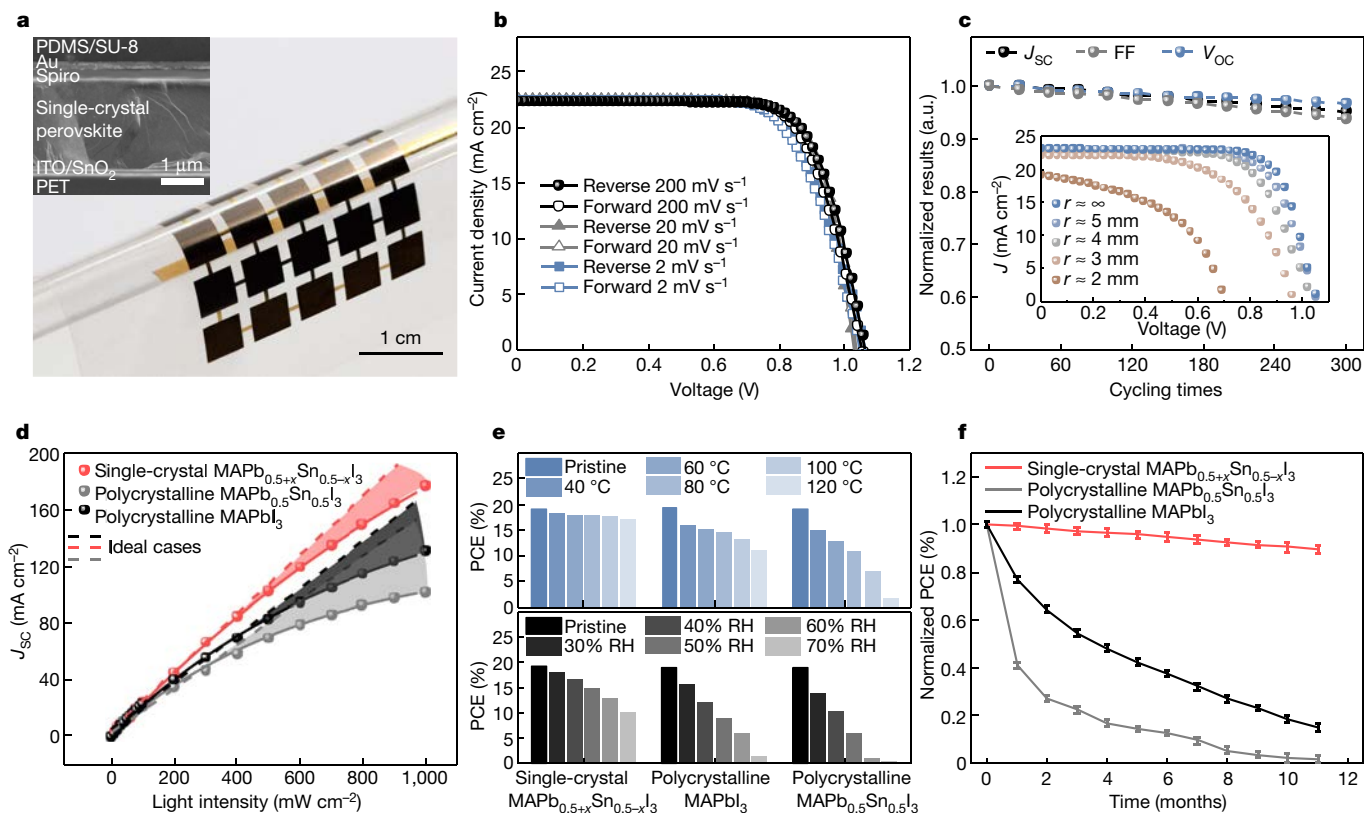 a
PDMS/SU-8
Au
Spiro
Single-crystal
perovskite
ITO/SnO2
PET
1 μm
1 cm
b
Current density (mA cm–2)
25
20
15
10
5
0
Reverse 200 mV s–1
Forward 200 mV s–1
Reverse 20 mV s–1
Forward 20 mV s–1
Reverse 2 mV s–1
Forward 2 mV s–1
0 0.2 0.4 0.6 0.8 1.0 1.2
Voltage (V)
c
JSC FF VOC
Normalized results (a.u.)
1.0
0.9
0.8
0.7
0.6
0.5
J (mA cm–2)
25
20
15
10
5
0
r ≈ ∞
r ≈ 5 mm
r ≈ 4 mm
r ≈ 3 mm
r ≈ 2 mm
0 0.2 0.4 0.6 0.8 1.0
Voltage (V)
0 60 120 180 240 300
Cycling times
d
JSC (mA cm–2)
200
160
120
80
40
0
Single-crystal MAPb0.5+xSn0.5–xI3
Polycrystalline MAPb0.5Sn0.5I3
Polycrystalline MAPbI3
Ideal cases
0 200 400 600 800 1,000
Light intensity (mW cm–2)
e
PCE (%)
25
20
15
10
5
0
Pristine 60 °C 100 °C
40 °C 80 °C 120 °C
PCE (%)
25
20
15
10
5
0
Pristine 40% RH 60% RH
30% RH 50% RH 70% RH
Single-crystal Polycrystalline Polycrystalline
MAPb0.5+xSn0.5–xI3 MAPbI3 MAPb0.5Sn0.5I3
f
Normalized PCE (%)
1.2
1.0
0.8
0.6
0.4
0.2
0
Single-crystal MAPb0.5+xSn0.5–xI3
Polycrystalline MAPb0.5Sn0.5I3
Polycrystalline MAPbI3
0 2 4 6 8 10 12
Time (months)